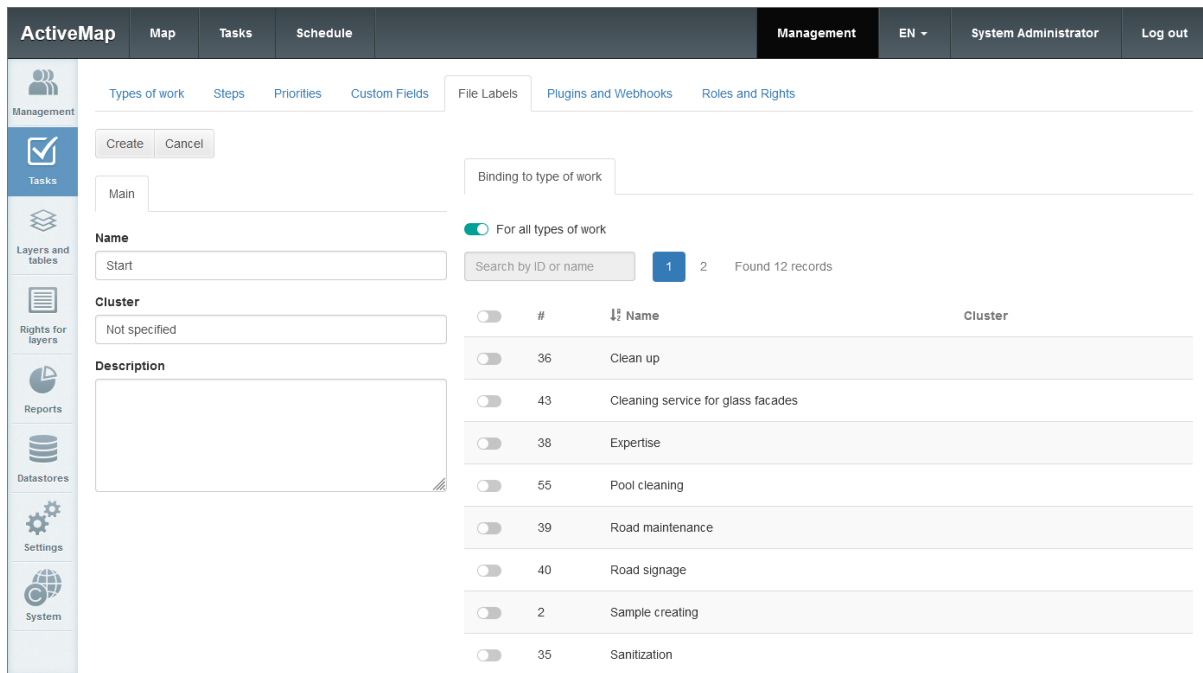 ActiveMap Map Tasks Schedule Management EN System Administrator Log out
Management
Tasks
Layers and
tables
Rights for
layers
Reports
Datastores
Settings
System
Types of work Steps Priorities Custom Fields File Labels Plugins and Webhooks Roles and Rights
Create Cancel
Main
Name
Start
Cluster
Not specified
Description
Binding to type of work
For all types of work
Search by ID or name 1 2 Found 12 records
# Name Cluster
36 Clean up
43 Cleaning service for glass facades
38 Expertise
55 Pool cleaning
39 Road maintenance
40 Road signage
2 Sample creating
35 Sanitization